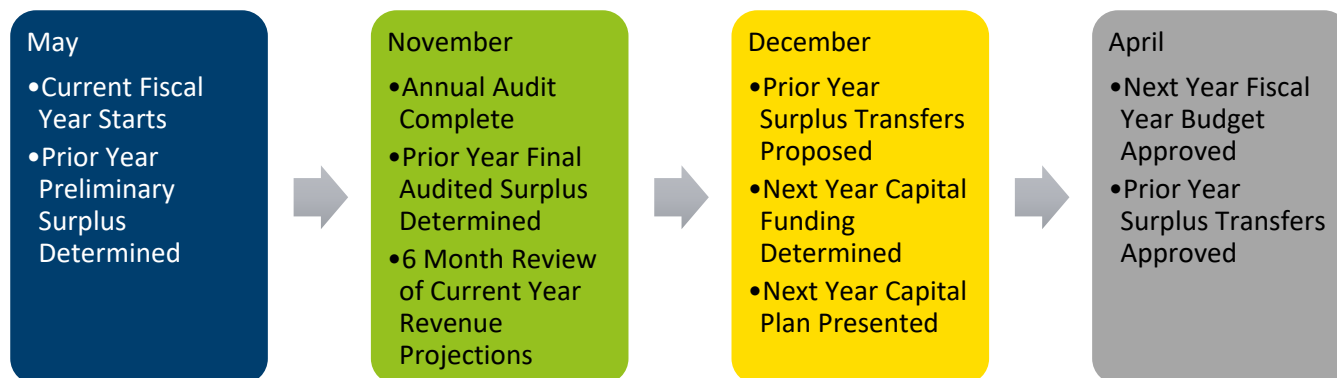 May
•Current Fiscal
Year Starts
•Prior Year
Preliminary
Surplus
Determined
November
•Annual Audit
Complete
•Prior Year Final
Audited Surplus
Determined
•6 Month Review
of Current Year
Revenue
Projections
December
•Prior Year
Surplus Transfers
Proposed
•Next Year Capital
Funding
Determined
•Next Year Capital
Plan Presented
April
•Next Year Fiscal
Year Budget
Approved
•Prior Year
Surplus Transfers
Approved